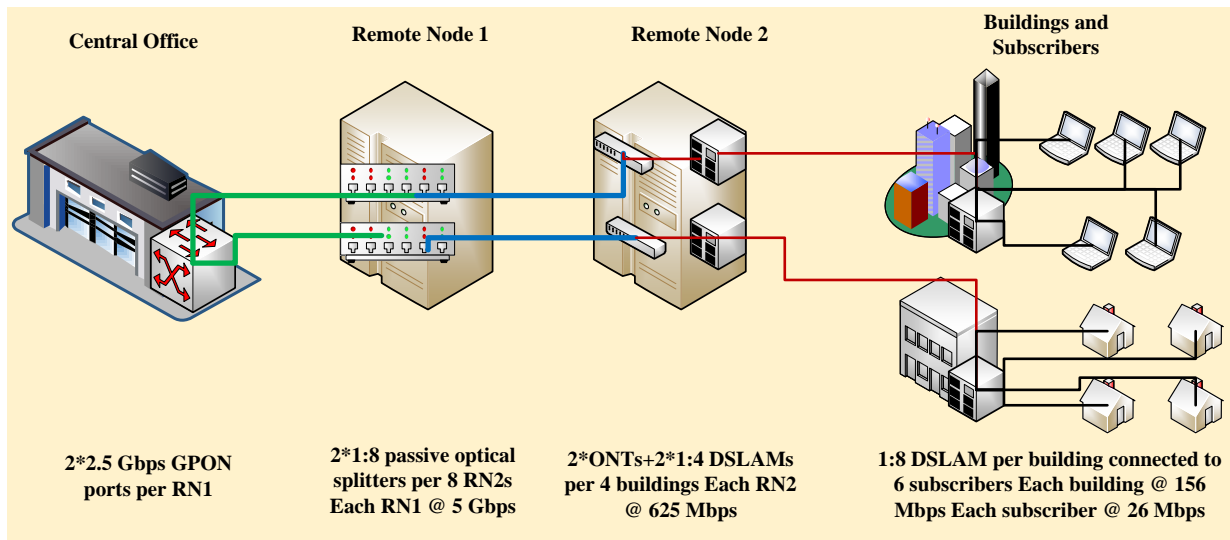 Central Office
Remote Node 1
Remote Node 2
Buildings and
Subscribers
2*2.5 Gbps GPON
ports per RN1
2*1:8 passive optical
splitters per 8 RN2s
Each RN1 @ 5 Gbps
2*ONTs+2*1:4 DSLAMs
per 4 buildings Each RN2
@ 625 Mbps
1:8 DSLAM per building connected to
6 subscribers Each building @ 156
Mbps Each subscriber @ 26 Mbps